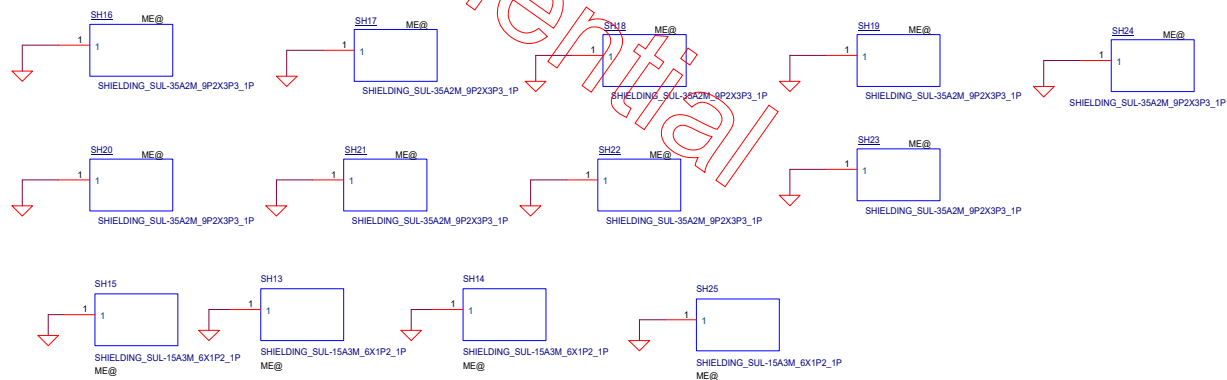 SH16 ME@
1 1
SHIELDING_SUL-35A2M_9P2X3P3_1P
SH17 ME@
1 1
SHIELDING_SUL-35A2M_9P2X3P3_1P
SH18 ME@
1 1
SHIELDING_SUL-35A2M_9P2X3P3_1P
SH19 ME@
1 1
SHIELDING_SUL-35A2M_9P2X3P3_1P
SH24 ME@
1 1
SHIELDING_SUL-35A2M_9P2X3P3_1P
SH20 ME@
1 1
SHIELDING_SUL-35A2M_9P2X3P3_1P
SH21 ME@
1 1
SHIELDING_SUL-35A2M_9P2X3P3_1P
SH22 ME@
1 1
SHIELDING_SUL-35A2M_9P2X3P3_1P
SH23 ME@
1 1
SHIELDING_SUL-35A2M_9P2X3P3_1P
SH15
1 1
SHIELDING_SUL-15A3M_6X1P2_1P
ME@
SH13
1 1
SHIELDING_SUL-15A3M_6X1P2_1P
ME@
SH14
1 1
SHIELDING_SUL-15A3M_6X1P2_1P
ME@
SH25
1 1
SHIELDING_SUL-15A3M_6X1P2_1P
ME@
ential